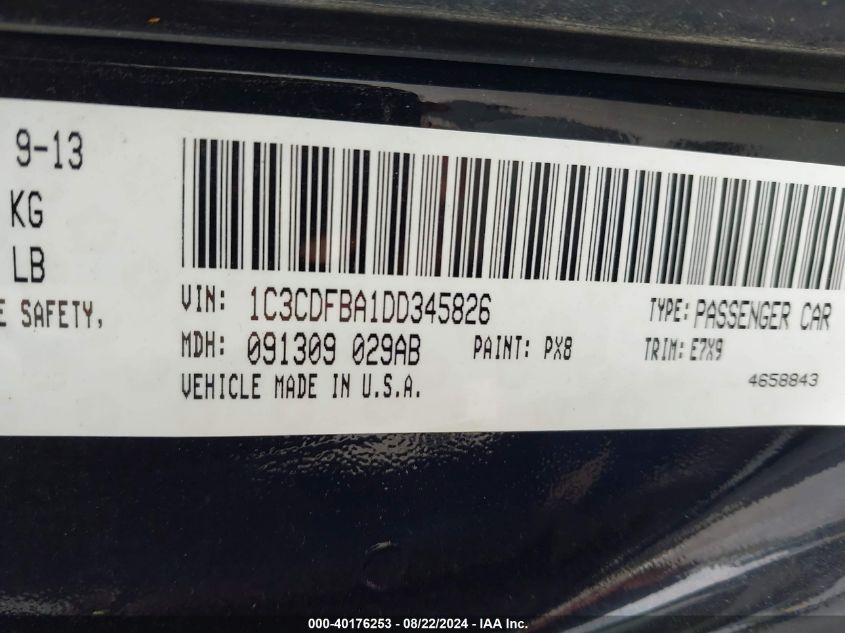 9-13
KG
LB
E SAFETY,
VIN: 1C3CDFBA1DD345826 TYPE: PASSENGER CAR
MDH: 091309 029AB PAINT: PX8 TRIM: E7X9
VEHICLE MADE IN U.S.A. 4658843
000-40176253 - 08/22/2024 - IAA Inc.